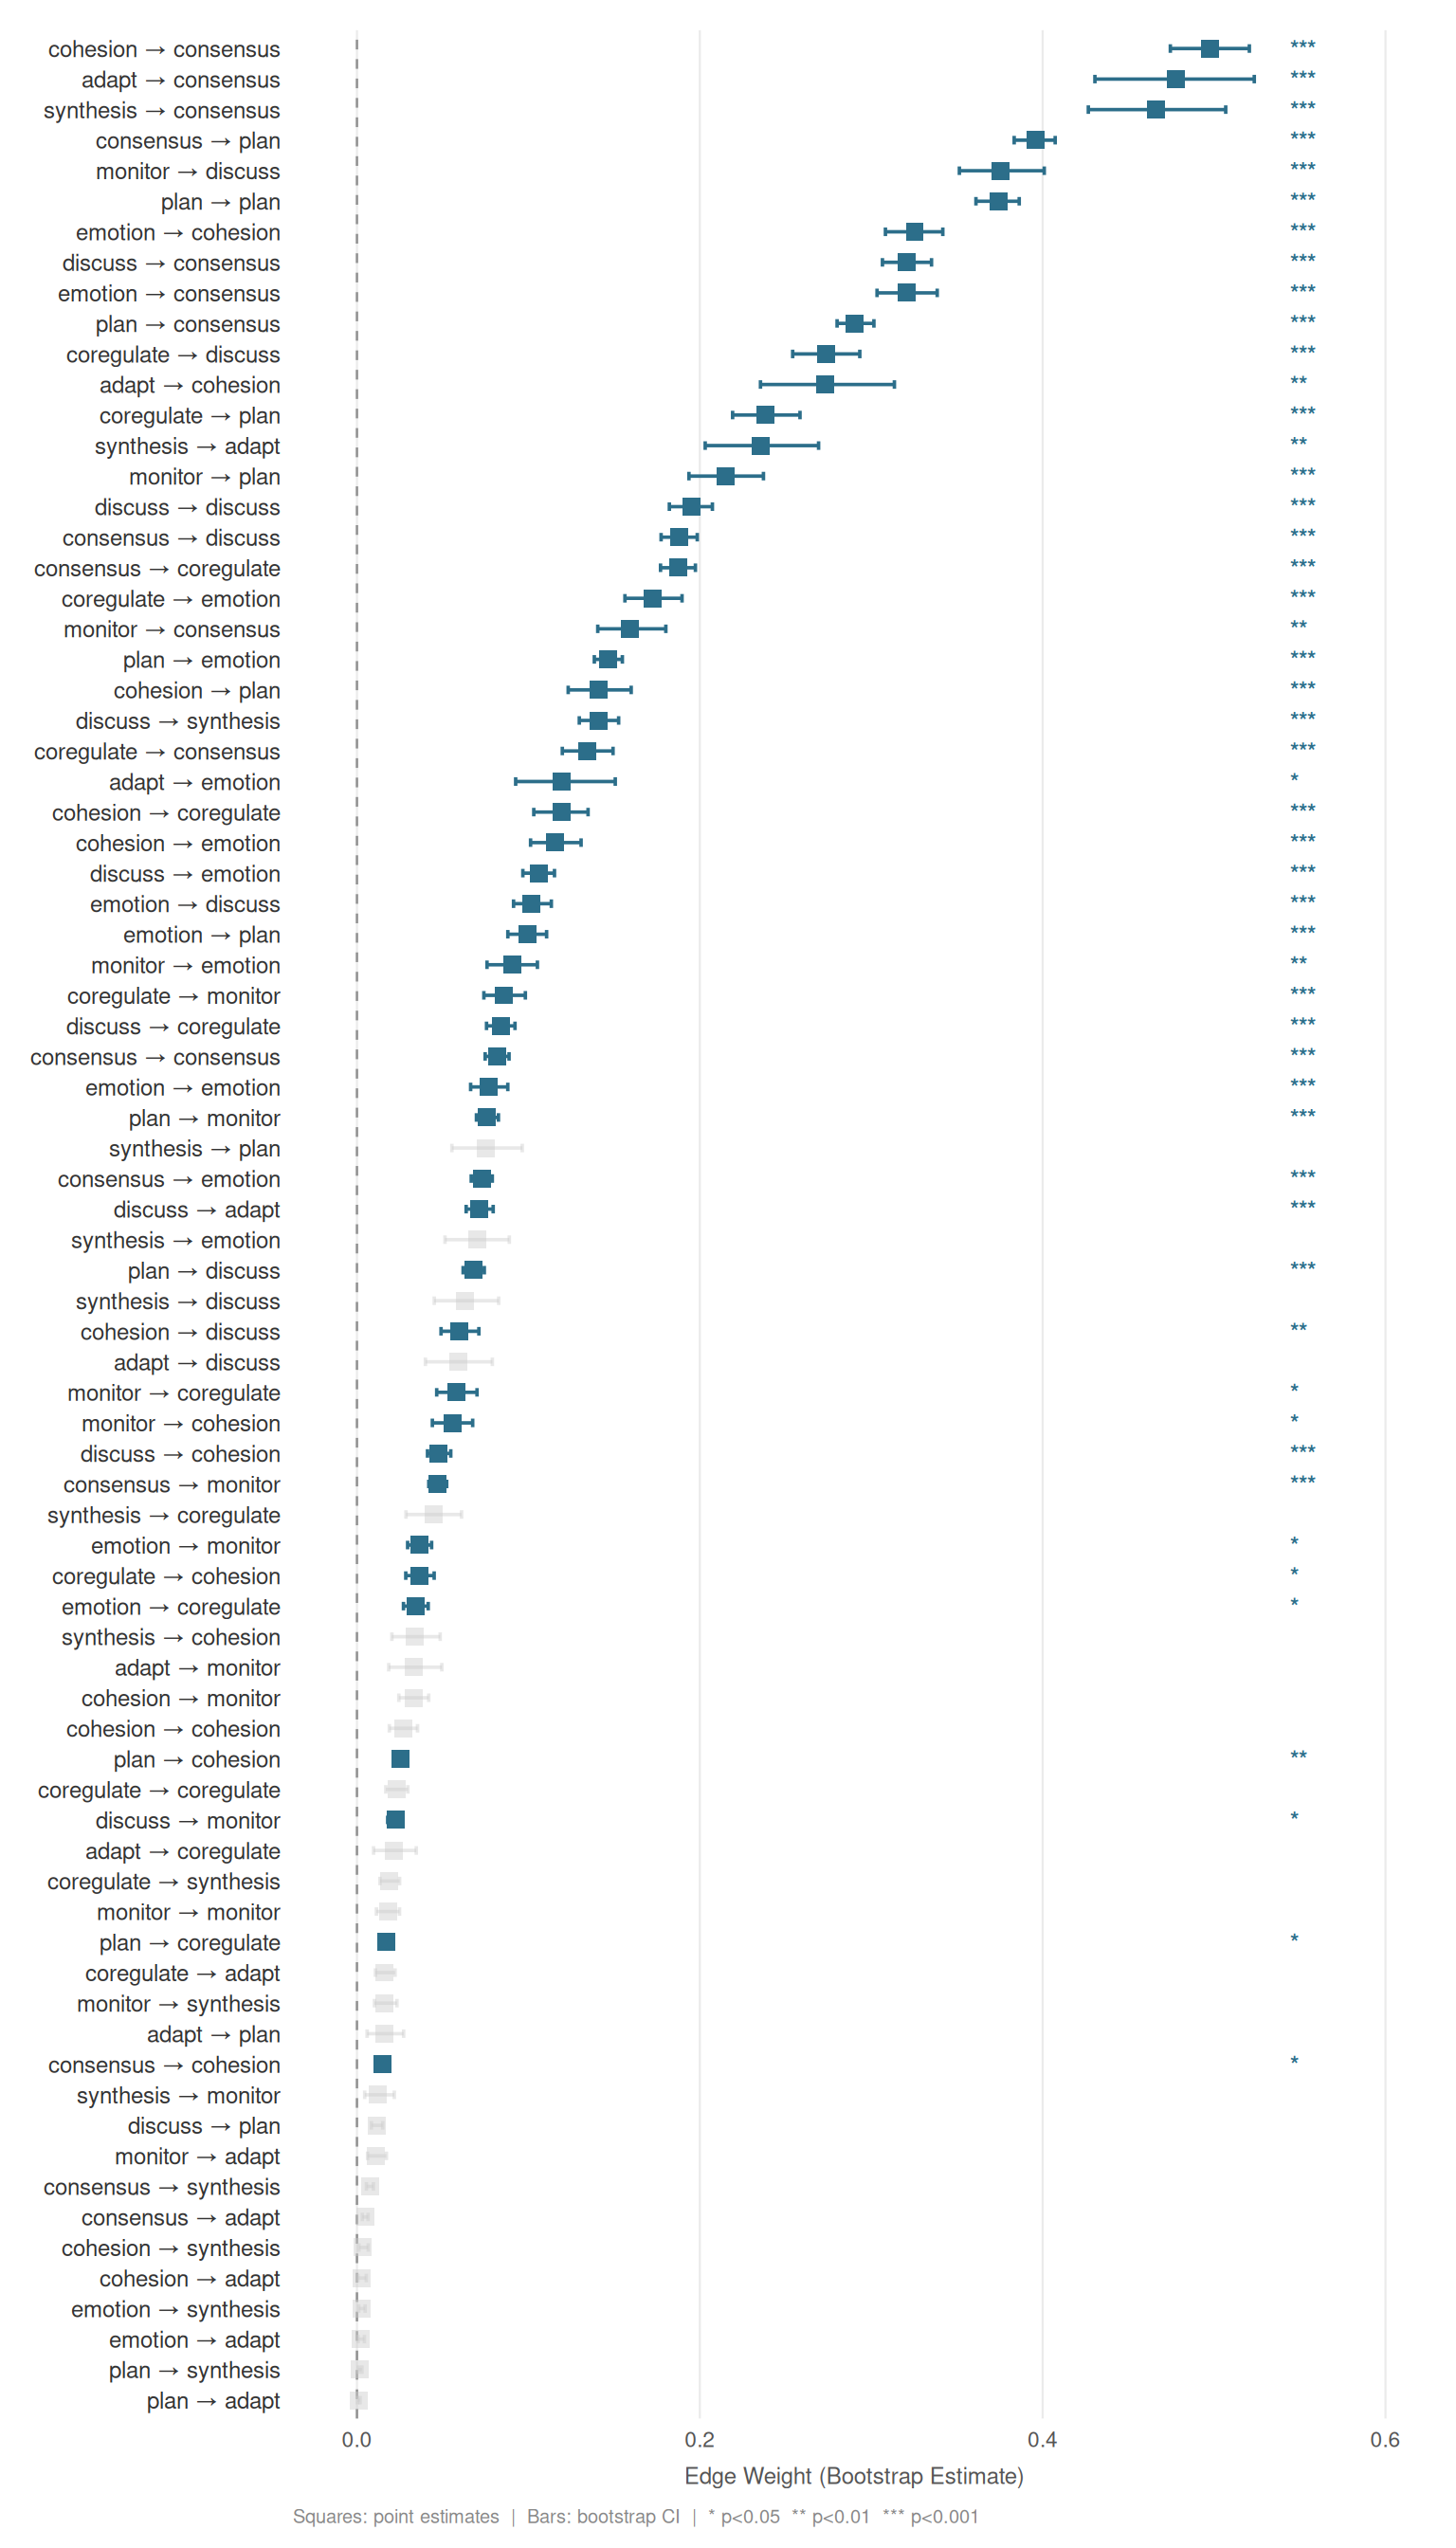 cohesion → consensus ***
adapt → consensus ***
synthesis → consensus ***
consensus → plan ***
monitor → discuss ***
plan → plan ***
emotion → cohesion ***
discuss → consensus ***
emotion → consensus ***
plan → consensus ***
coregulate → discuss ***
adapt → cohesion **
coregulate → plan ***
synthesis → adapt **
monitor → plan ***
discuss → discuss ***
consensus → discuss ***
consensus → coregulate ***
coregulate → emotion ***
monitor → consensus **
plan → emotion ***
cohesion → plan ***
discuss → synthesis ***
coregulate → consensus ***
adapt → emotion *
cohesion → coregulate ***
cohesion → emotion ***
discuss → emotion ***
emotion → discuss ***
emotion → plan ***
monitor → emotion **
coregulate → monitor ***
discuss → coregulate ***
consensus → consensus ***
emotion → emotion ***
plan → monitor ***
synthesis → plan
consensus → emotion ***
discuss → adapt ***
synthesis → emotion
plan → discuss ***
synthesis → discuss
cohesion → discuss **
adapt → discuss
monitor → coregulate *
monitor → cohesion *
discuss → cohesion ***
consensus → monitor ***
synthesis → coregulate
emotion → monitor *
coregulate → cohesion *
emotion → coregulate *
synthesis → cohesion
adapt → monitor
cohesion → monitor
cohesion → cohesion
plan → cohesion **
coregulate → coregulate
discuss → monitor *
adapt → coregulate
coregulate → synthesis
monitor → monitor
plan → coregulate *
coregulate → adapt
monitor → synthesis
adapt → plan
consensus → cohesion *
synthesis → monitor
discuss → plan
monitor → adapt
consensus → synthesis
consensus → adapt
cohesion → synthesis
cohesion → adapt
emotion → synthesis
emotion → adapt
plan → synthesis
plan → adapt
0.0 0.2 0.4 0.6
Edge Weight (Bootstrap Estimate)
Squares: point estimates | Bars: bootstrap CI | * p<0.05 ** p<0.01 *** p<0.001